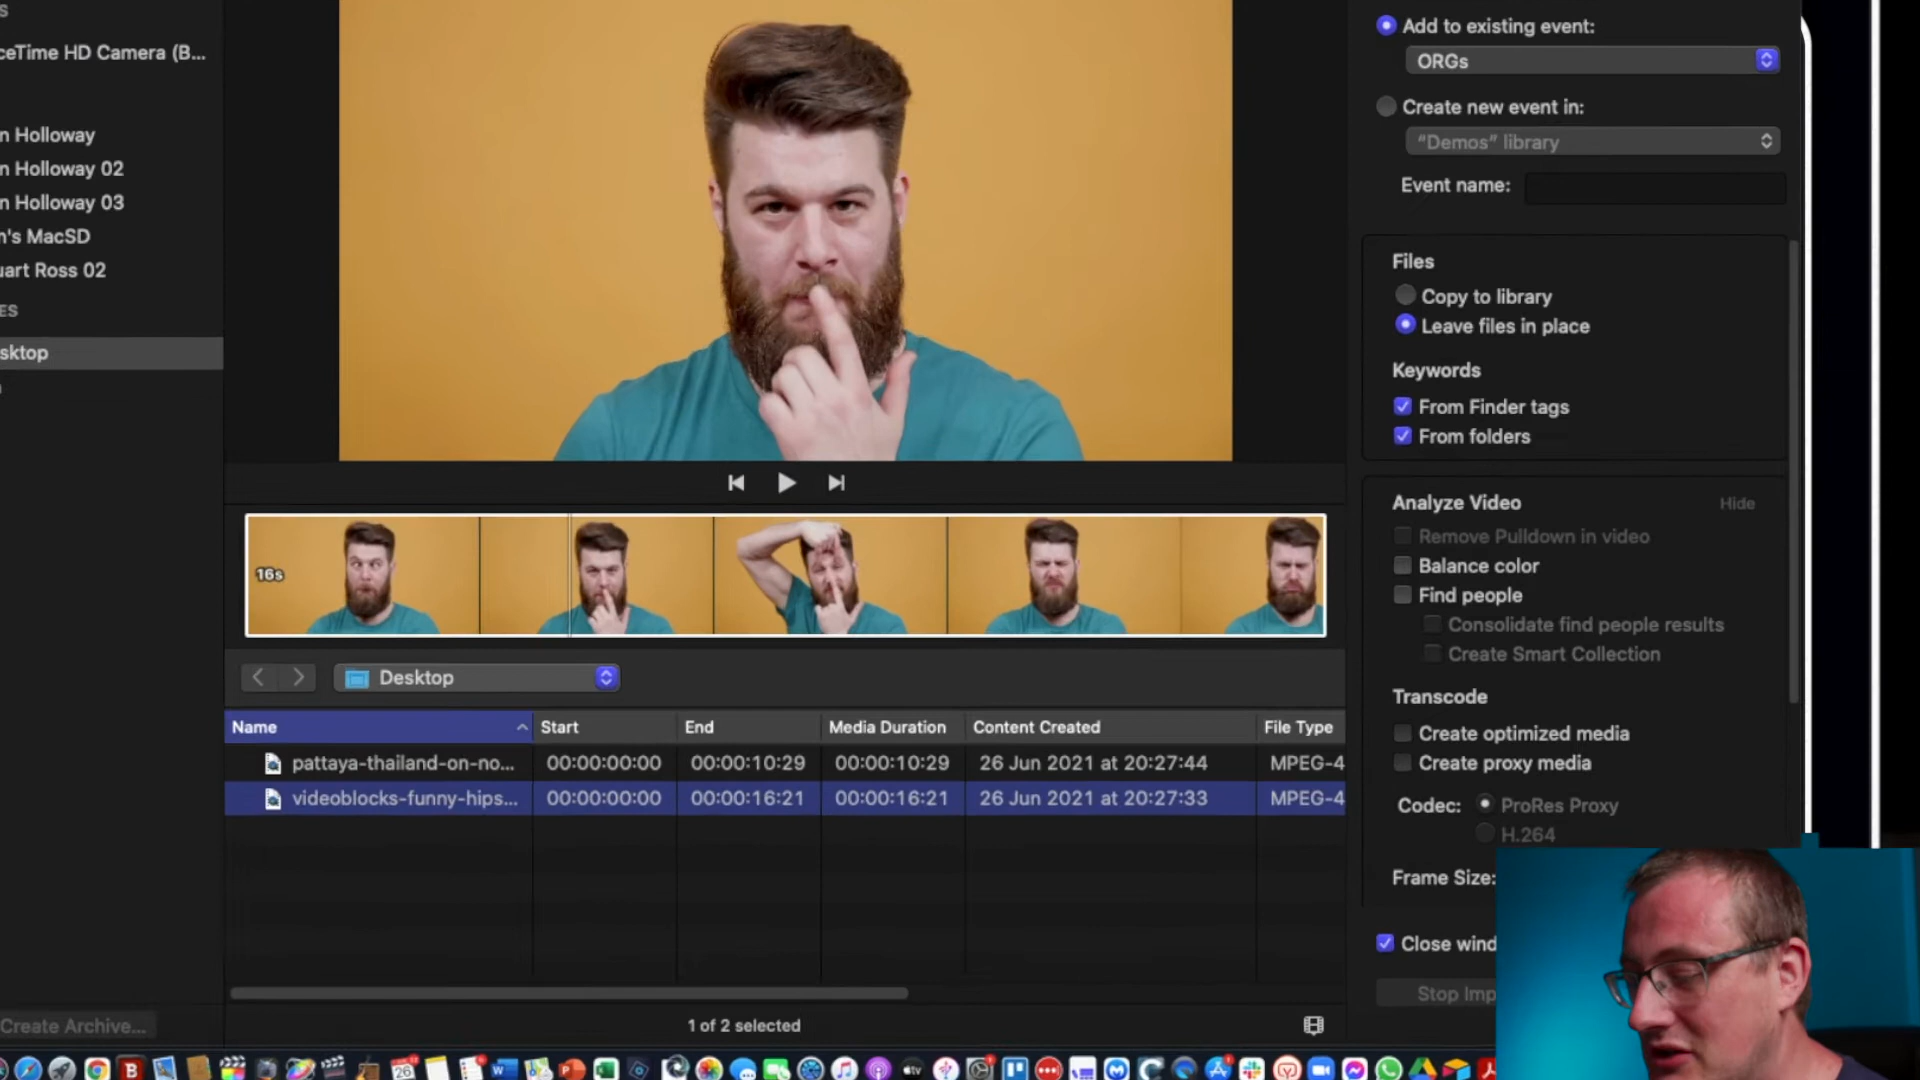 S
ceTime HD Camera (B...
n Holloway
n Holloway 02
n Holloway 03
n's MacSD
uart Ross 02
ES
sktop
Create Archive...
16s
Desktop
Name Start End Media Duration Content Created File Type
pattaya-thailand-on-no... 00:00:00:00 00:00:10:29 00:00:10:29 26 Jun 2021 at 20:27:44 MPEG-4
videoblocks-funny-hips... 00:00:00:00 00:00:16:21 00:00:16:21 26 Jun 2021 at 20:27:33 MPEG-4
1 of 2 selected
Add to existing event:
ORGs
Create new event in:
“Demos” library
Event name:
Files
Copy to library
Leave files in place
Keywords
From Finder tags
From folders
Analyze Video Hide
Remove Pulldown in video
Balance color
Find people
Consolidate find people results
Create Smart Collection
Transcode
Create optimized media
Create proxy media
Codec: ProRes Proxy
H.264
Frame Size:
Close wind
Stop Imp
B
26
W
P
X
tv